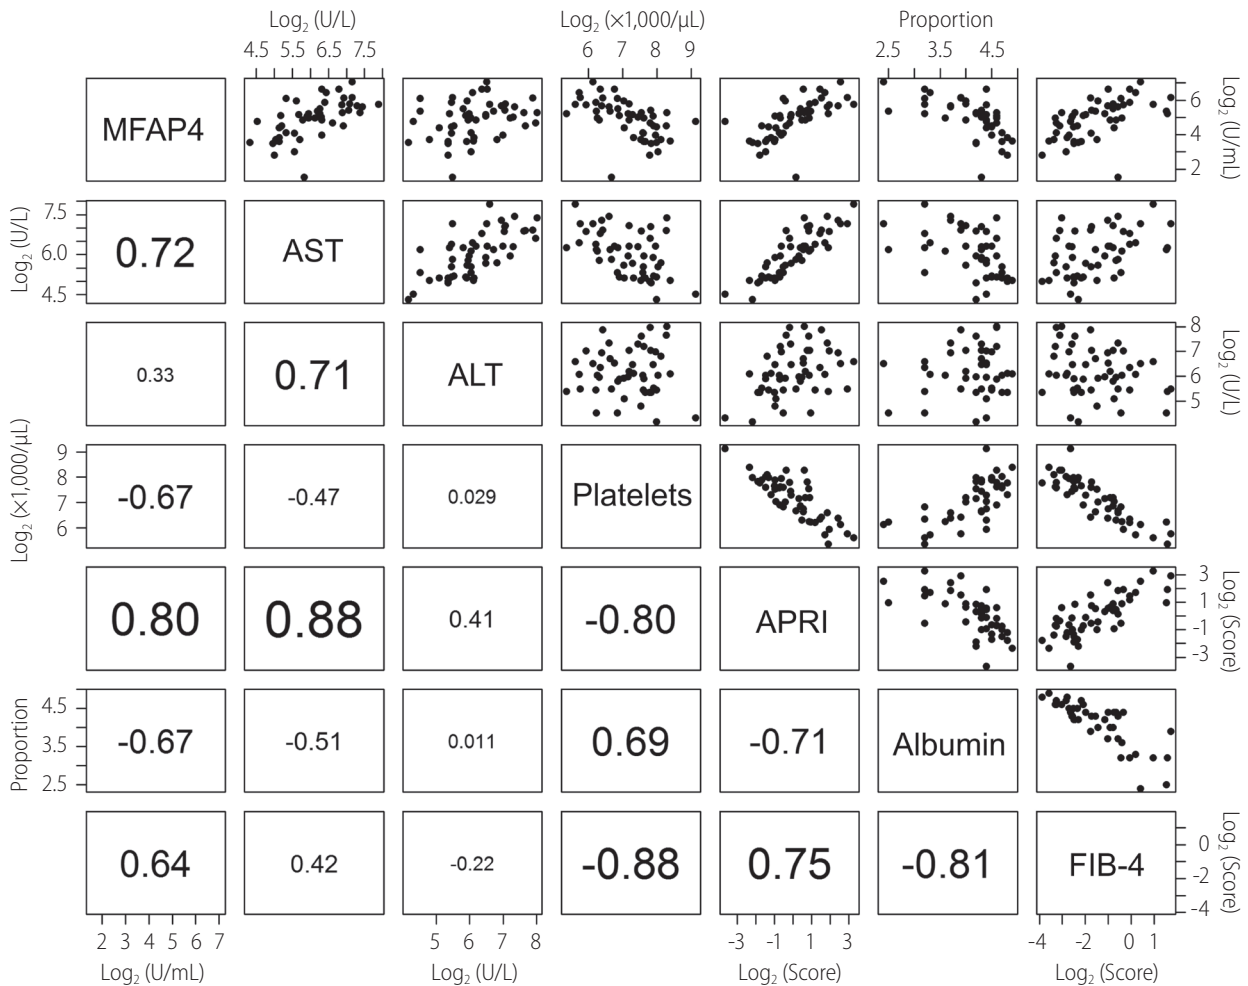 Log₂ (U/L) Log₂ (×1,000/μL) Proportion
4.5 5.5 6.5 7.5 6 7 8 9 2.5 3.5 4.5
MFAP4
6
4
2
Log₂ (U/mL)
Log₂ (U/L)
7.5
6.0
4.5
0.72 AST
0.33 0.71 ALT
8
7
6
5
Log₂ (U/L)
Log₂ (×1,000/μL)
9
8
7
6
-0.67 -0.47 0.029 Platelets
0.80 0.88 0.41 -0.80 APRI
3
1
-1
-3
Log₂ (Score)
Proportion
4.5
3.5
2.5
-0.67 -0.51 0.011 0.69 -0.71 Albumin
0.64 0.42 -0.22 -0.88 0.75 -0.81 FIB-4
0
-2
-4
Log₂ (Score)
2 3 4 5 6 7 5 6 7 8 -3 -1 1 3 -4 -2 0 1
Log₂ (U/mL) Log₂ (U/L) Log₂ (Score) Log₂ (Score)